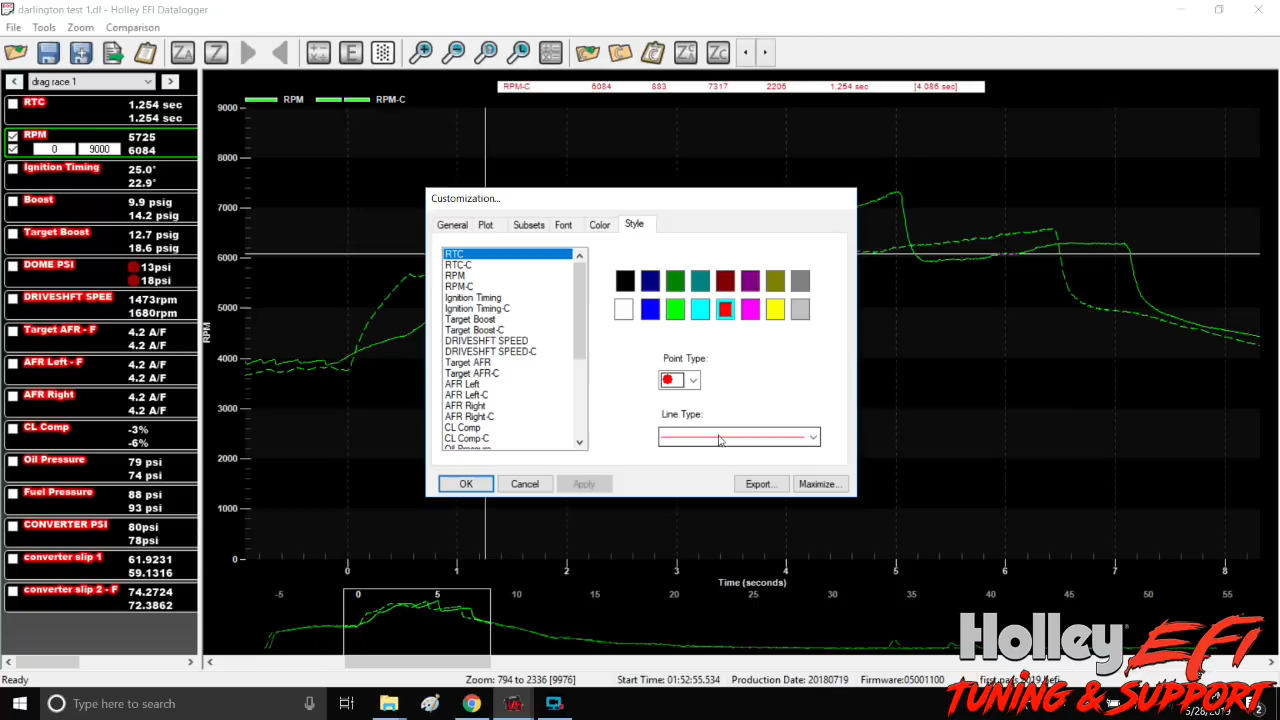 darlington test 1.dl - Holley EFI Datalogger
File Tools Zoom Comparison
drag race 1
RTC 1.254 sec
1.254 sec
RPM 5725
0 9000 6084
Ignition Timing 25.0°
22.9°
Boost 9.9 psig
14.2 psig
Target Boost 12.7 psig
18.6 psig
DOME PSI 13psi
18psi
DRIVESHFT SPEE 1473rpm
1680rpm
Target AFR - F 4.2 A/F
4.2 A/F
AFR Left - F 4.2 A/F
4.2 A/F
AFR Right 4.2 A/F
4.2 A/F
CL Comp -3%
-6%
Oil Pressure 79 psi
74 psi
Fuel Pressure 88 psi
93 psi
CONVERTER PSI 80psi
78psi
converter slip 1 61.9231
59.1316
converter slip 2 - F 74.2724
72.3862
RPM-C 6084 883 7317 2206 1.254 sec [4.086 sec]
RPM RPM-C
9000
8000
7000
6000
5000
4000
3000
2000
1000
0
RPM
0 1 2 3 4 5 6 7 8
Time (seconds)
-5 0 5 10 15 20 25 30 35 40 45 50 55
Customization...
General Plot Subsets Font Color Style
RTC
RTC-C
RPM
RPM-C
Ignition Timing
Ignition Timing-C
Target Boost
Target Boost-C
DRIVESHFT SPEED
DRIVESHFT SPEED-C
Target AFR
Target AFR-C
AFR Left
AFR Left-C
AFR Right
AFR Right-C
CL Comp
CL Comp-C
Oil Pressure
Point Type:
Line Type:
OK Cancel Apply Export... Maximize...
Holley EFI
TUNING & SUPPORT
Ready Zoom: 794 to 2336 [9976] Start Time: 01:52:55.534 Production Date: 20180719 Firmware:05001100
Type here to search